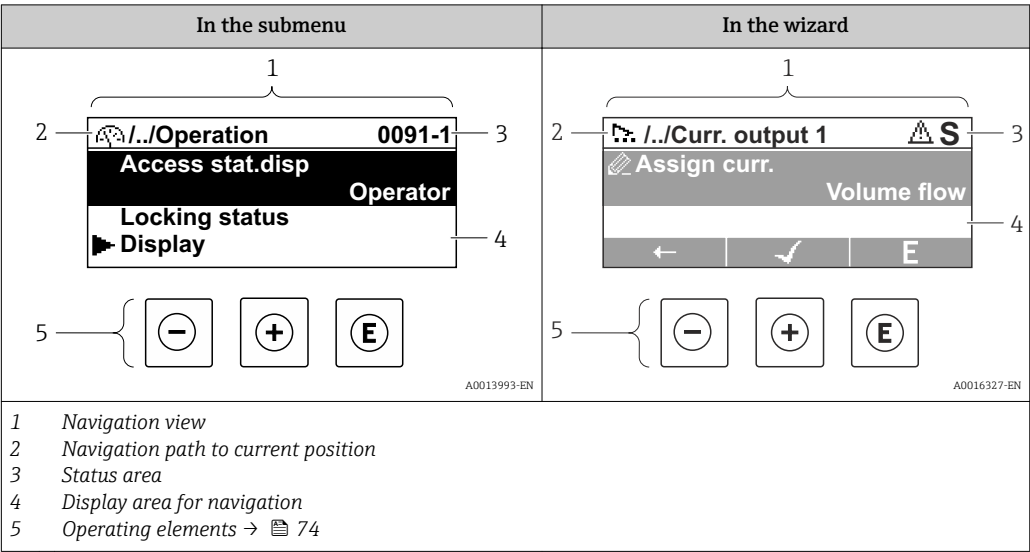 In the submenu
In the wizard
1
2
/../Operation 0091-1
3
Access stat.disp
Operator
Locking status
Display
4
5
- + E
A0013993-EN
1
2
/../Curr. output 1 ⚠ S
3
Assign curr.
Volume flow
4
← ✓ E
5
- + E
A0016327-EN
1 Navigation view
2 Navigation path to current position
3 Status area
4 Display area for navigation
5 Operating elements → 74